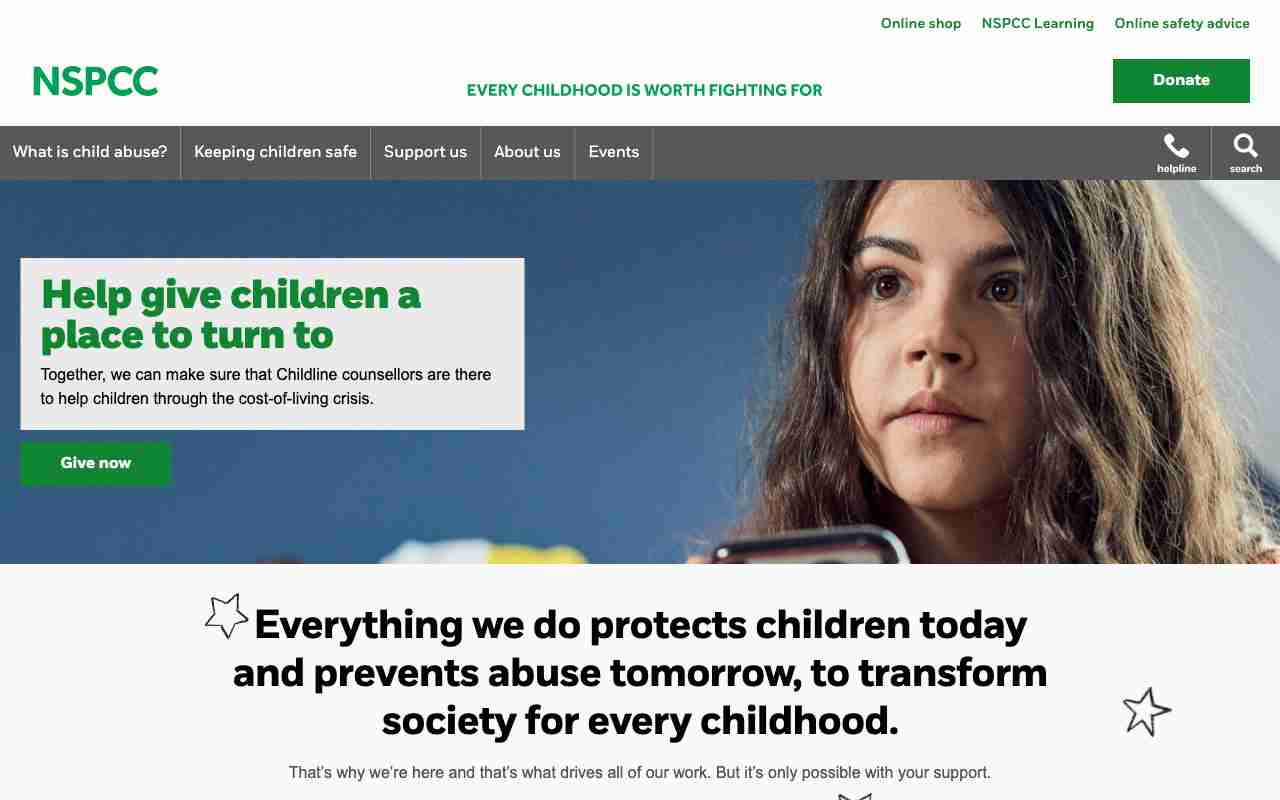 Online shop NSPCC Learning Online safety advice
NSPCC
EVERY CHILDHOOD IS WORTH FIGHTING FOR
Donate
What is child abuse? Keeping children safe Support us About us Events
helpline search
Help give children a
place to turn to
Together, we can make sure that Childline counsellors are there
to help children through the cost-of-living crisis.
Give now
Everything we do protects children today
and prevents abuse tomorrow, to transform
society for every childhood.
That's why we're here and that's what drives all of our work. But it's only possible with your support.